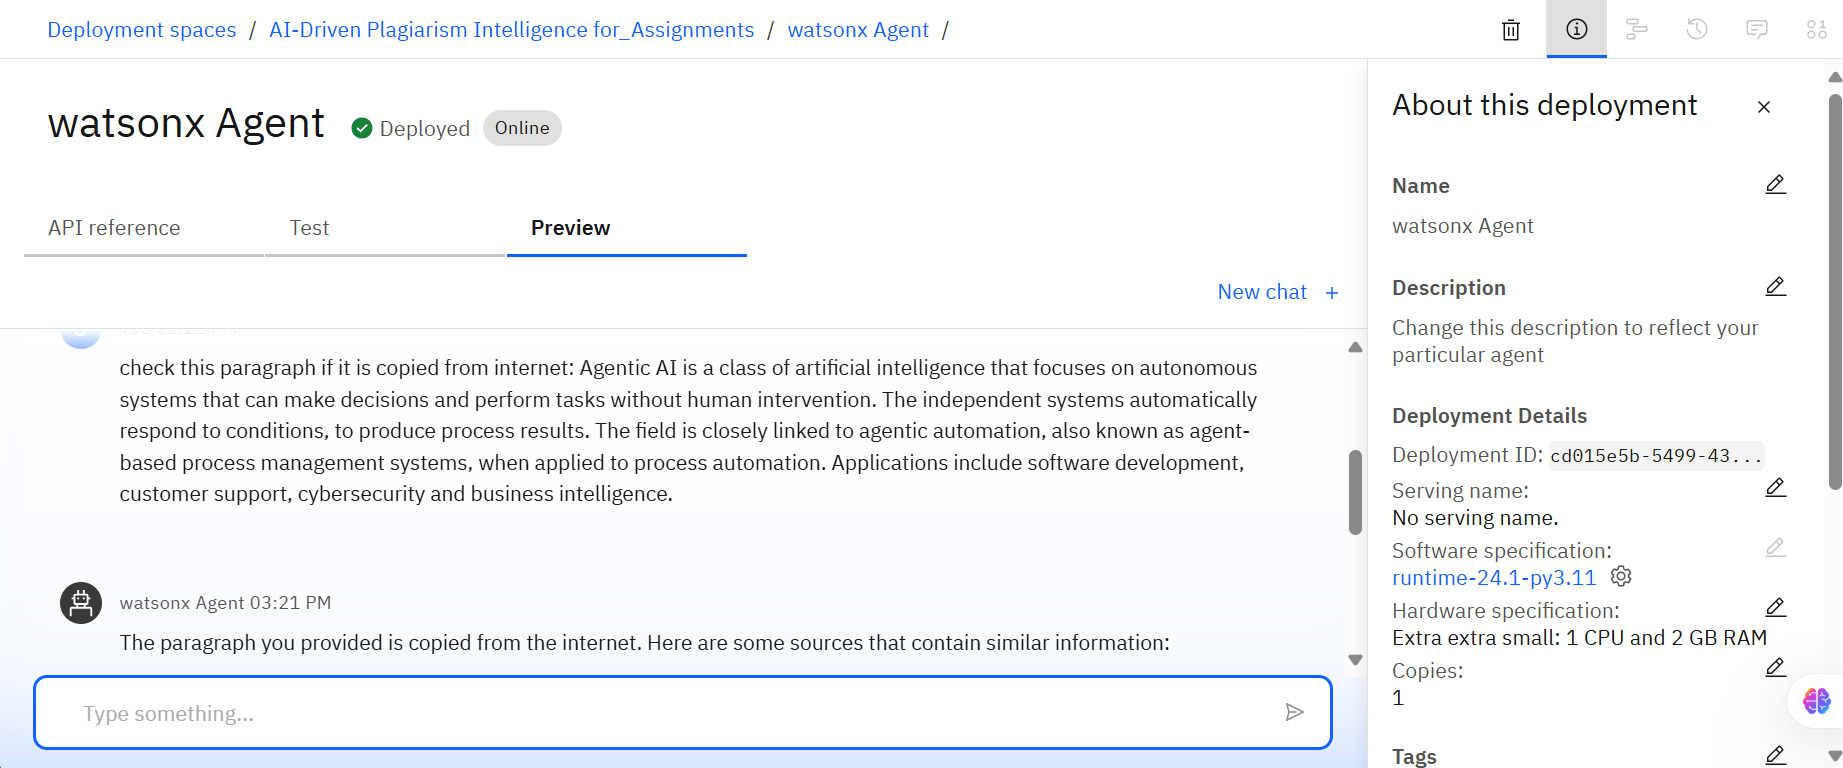 Deployment spaces / AI-Driven Plagiarism Intelligence for_Assignments / watsonx Agent /
watsonx Agent Deployed Online
API reference Test Preview
New chat +
check this paragraph if it is copied from internet: Agentic AI is a class of artificial intelligence that focuses on autonomous
systems that can make decisions and perform tasks without human intervention. The independent systems automatically
respond to conditions, to produce process results. The field is closely linked to agentic automation, also known as agent-
based process management systems, when applied to process automation. Applications include software development,
customer support, cybersecurity and business intelligence.
watsonx Agent 03:21 PM
The paragraph you provided is copied from the internet. Here are some sources that contain similar information:
Type something...
About this deployment
Name
watsonx Agent
Description
Change this description to reflect your
particular agent
Deployment Details
Deployment ID: cd015e5b-5499-43...
Serving name:
No serving name.
Software specification:
runtime-24.1-py3.11
Hardware specification:
Extra extra small: 1 CPU and 2 GB RAM
Copies:
1
Tags